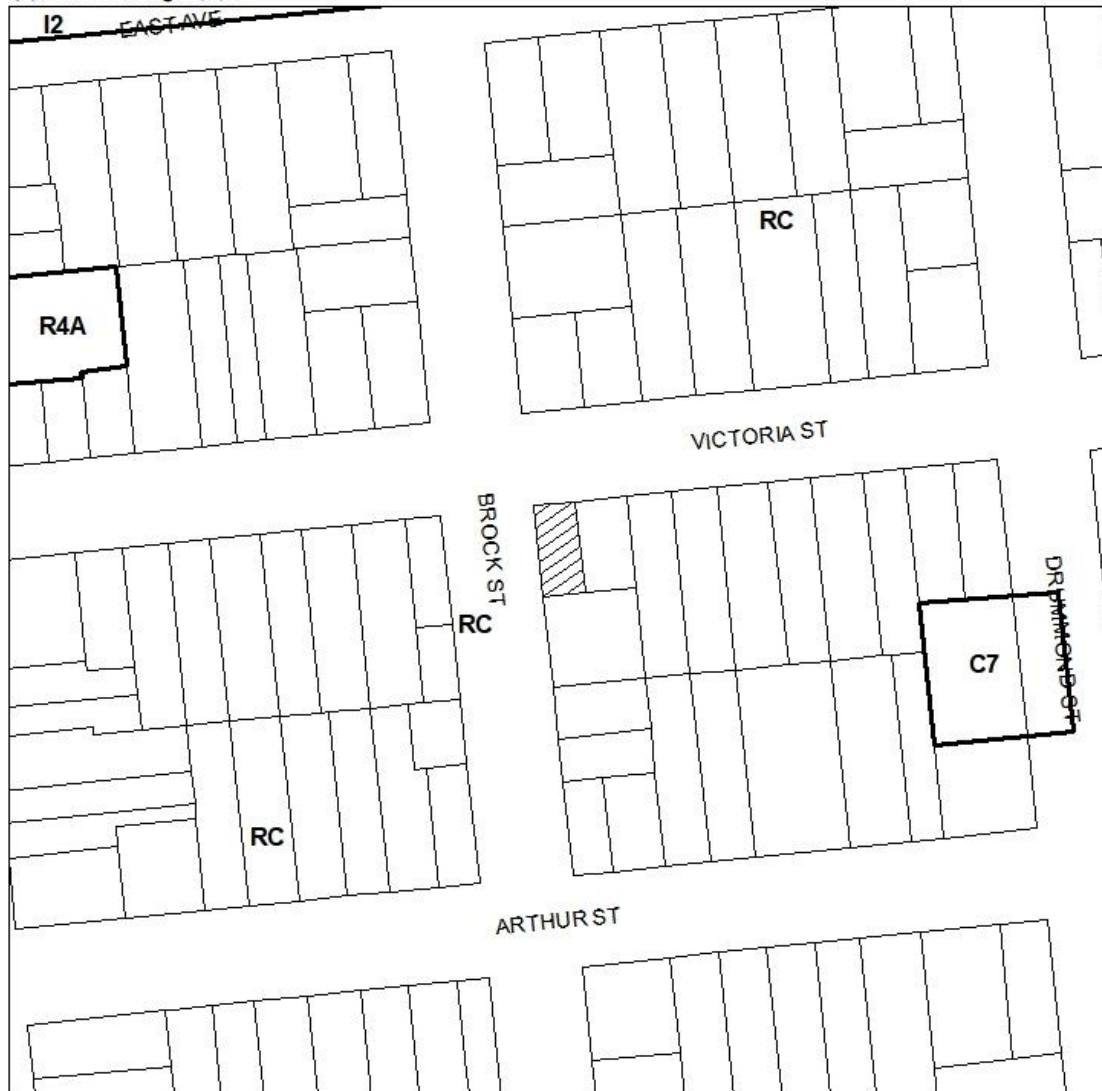 I2
EAST AVE
RC
R4A
VICTORIA ST
BROCK ST
RC
DRUMMOND ST
C7
RC
ARTHUR ST